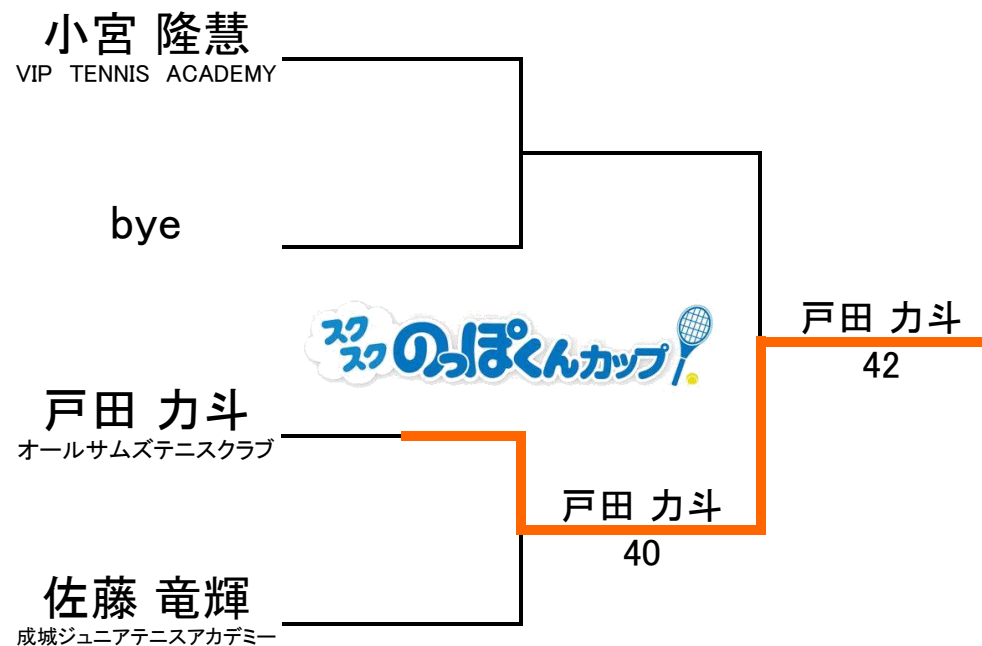 小宮 隆慧
VIP TENNIS ACADEMY
bye
スクスクのっぽくんカップ
戸田 力斗
42
戸田 力斗
オールサムズテニスクラブ
戸田 力斗
40
佐藤 竜輝
成城ジュニアテニスアカデミー